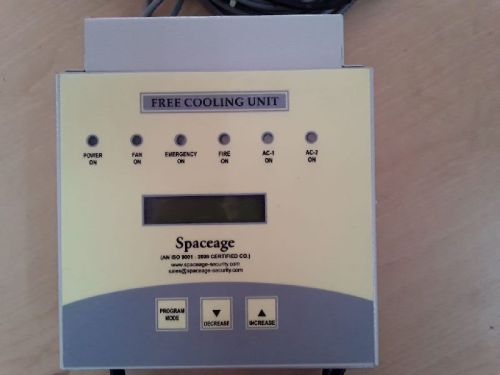 FREE COOLING UNIT
POWER ON
FAN ON
EMERGENCY ON
FIRE ON
AC-1 ON
AC-2 ON
Spaceage
(AN ISO 9001 : 2008 CERTIFIED CO.)
www.spaceage-security.com
sales@spaceage-security.com
PROGRAM MODE
▼ DECREASE
▲ INCREASE